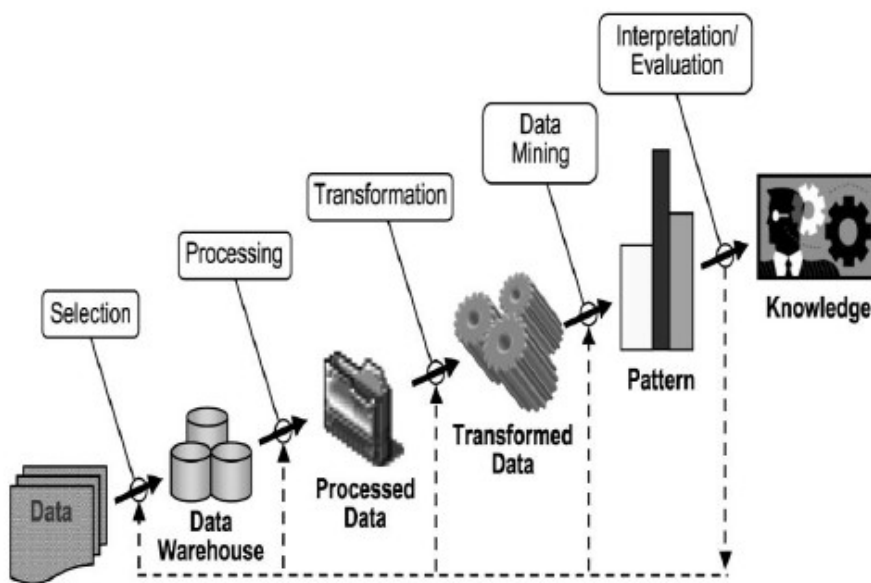 Interpretation/
Evaluation
Data
Mining
Transformation
Processing
Selection
Knowledge
Pattern
Transformed
Data
Processed
Data
Data
Warehouse
Data